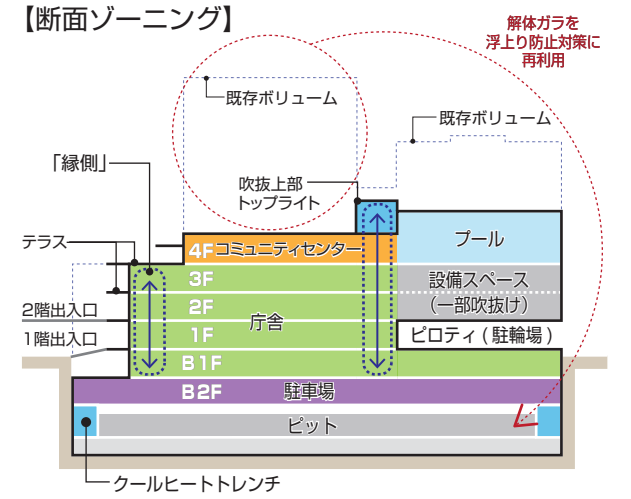 【断面ゾーニング】
解体ガラを
浮上り防止対策に
再利用
既存ボリューム
既存ボリューム
「縁側」
吹抜上部
トップライト
テラス
4F コミュニティセンター
プール
3F
設備スペース
(一部吹抜け)
2F
2階出入口
庁舎
1F
ピロティ(駐輪場)
1階出入口
B1F
B2F 駐車場
ピット
クールヒートトレンチ